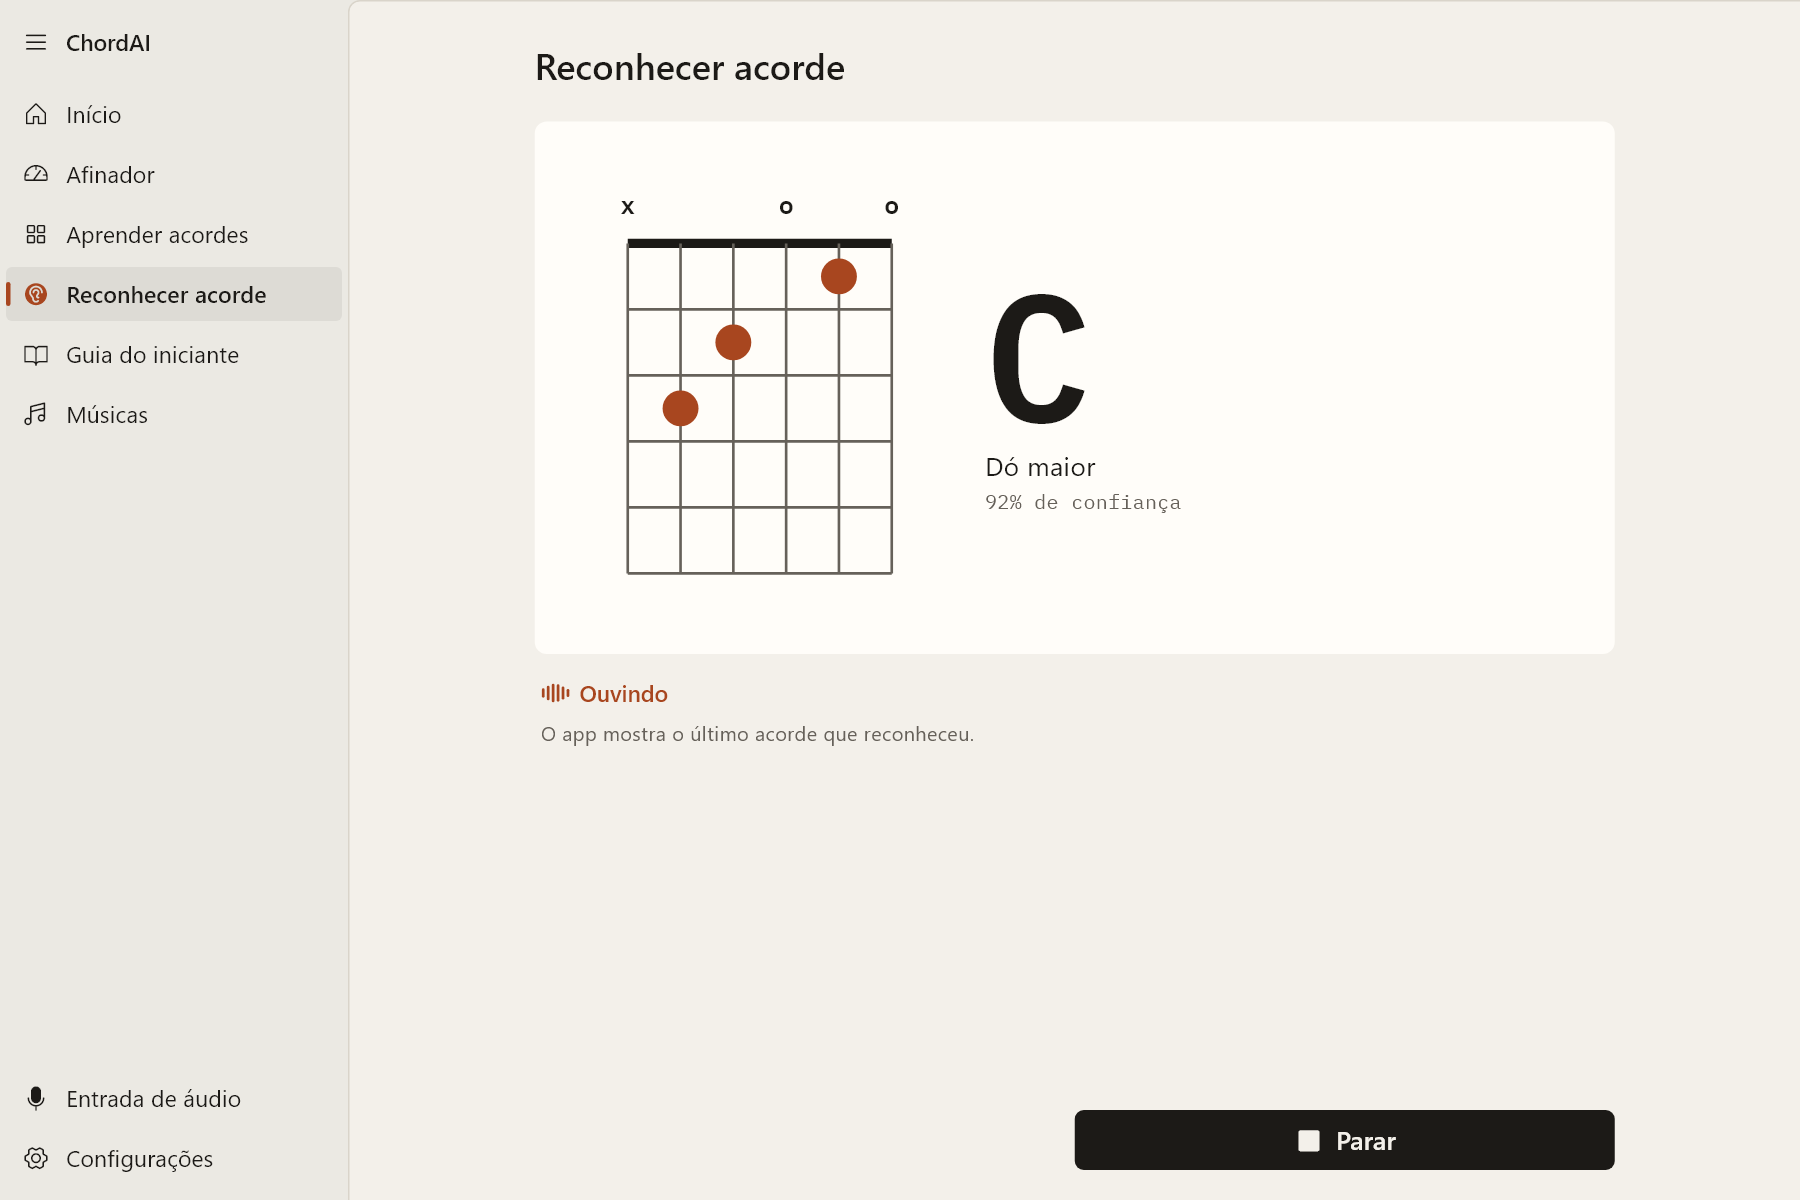 ChordAI
Início
Afinador
Aprender acordes
Reconhecer acorde
Guia do iniciante
Músicas
Entrada de áudio
Configurações
Reconhecer acorde
x o o
C
Dó maior
92% de confiança
Ouvindo
O app mostra o último acorde que reconheceu.
Parar